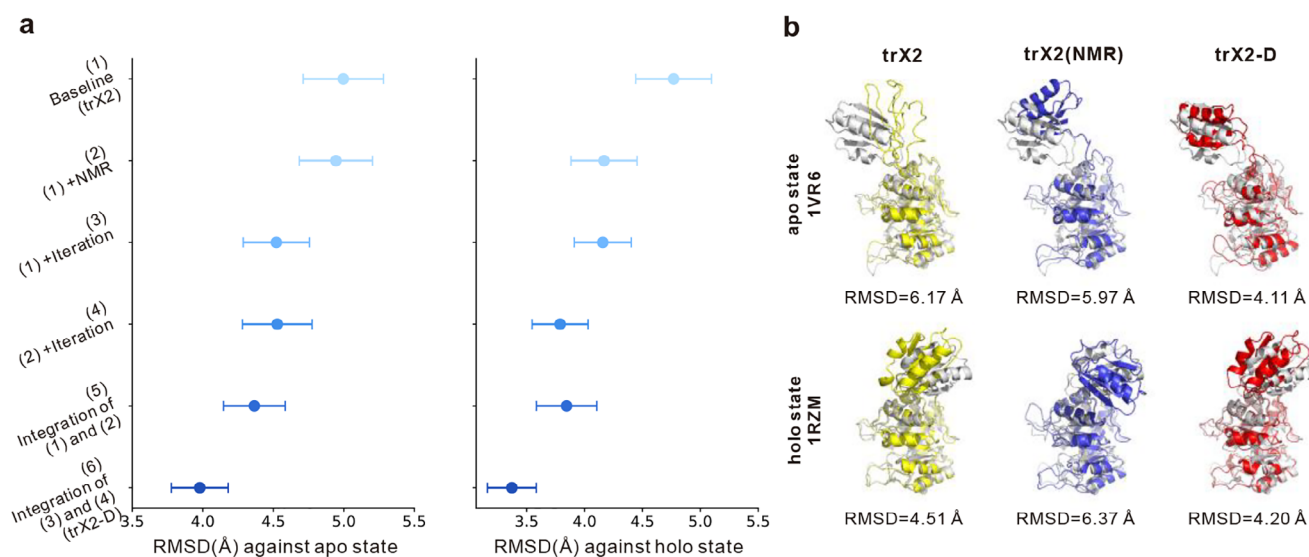 a
(1)
Baseline
(trX2)
(2)
(1) +NMR
(3)
(1) +Iteration
(4)
(2) +Iteration
(5)
Integration of
(1) and (2)
(6)
Integration of
(3) and (4)
(trX2-D)
3.5 4.0 4.5 5.0 5.5
RMSD(Å) against apo state
3.5 4.0 4.5 5.0 5.5
RMSD(Å) against holo state
b
trX2 trX2(NMR) trX2-D
apo state
1VR6
RMSD=6.17 Å RMSD=5.97 Å RMSD=4.11 Å
holo state
1RZM
RMSD=4.51 Å RMSD=6.37 Å RMSD=4.20 Å